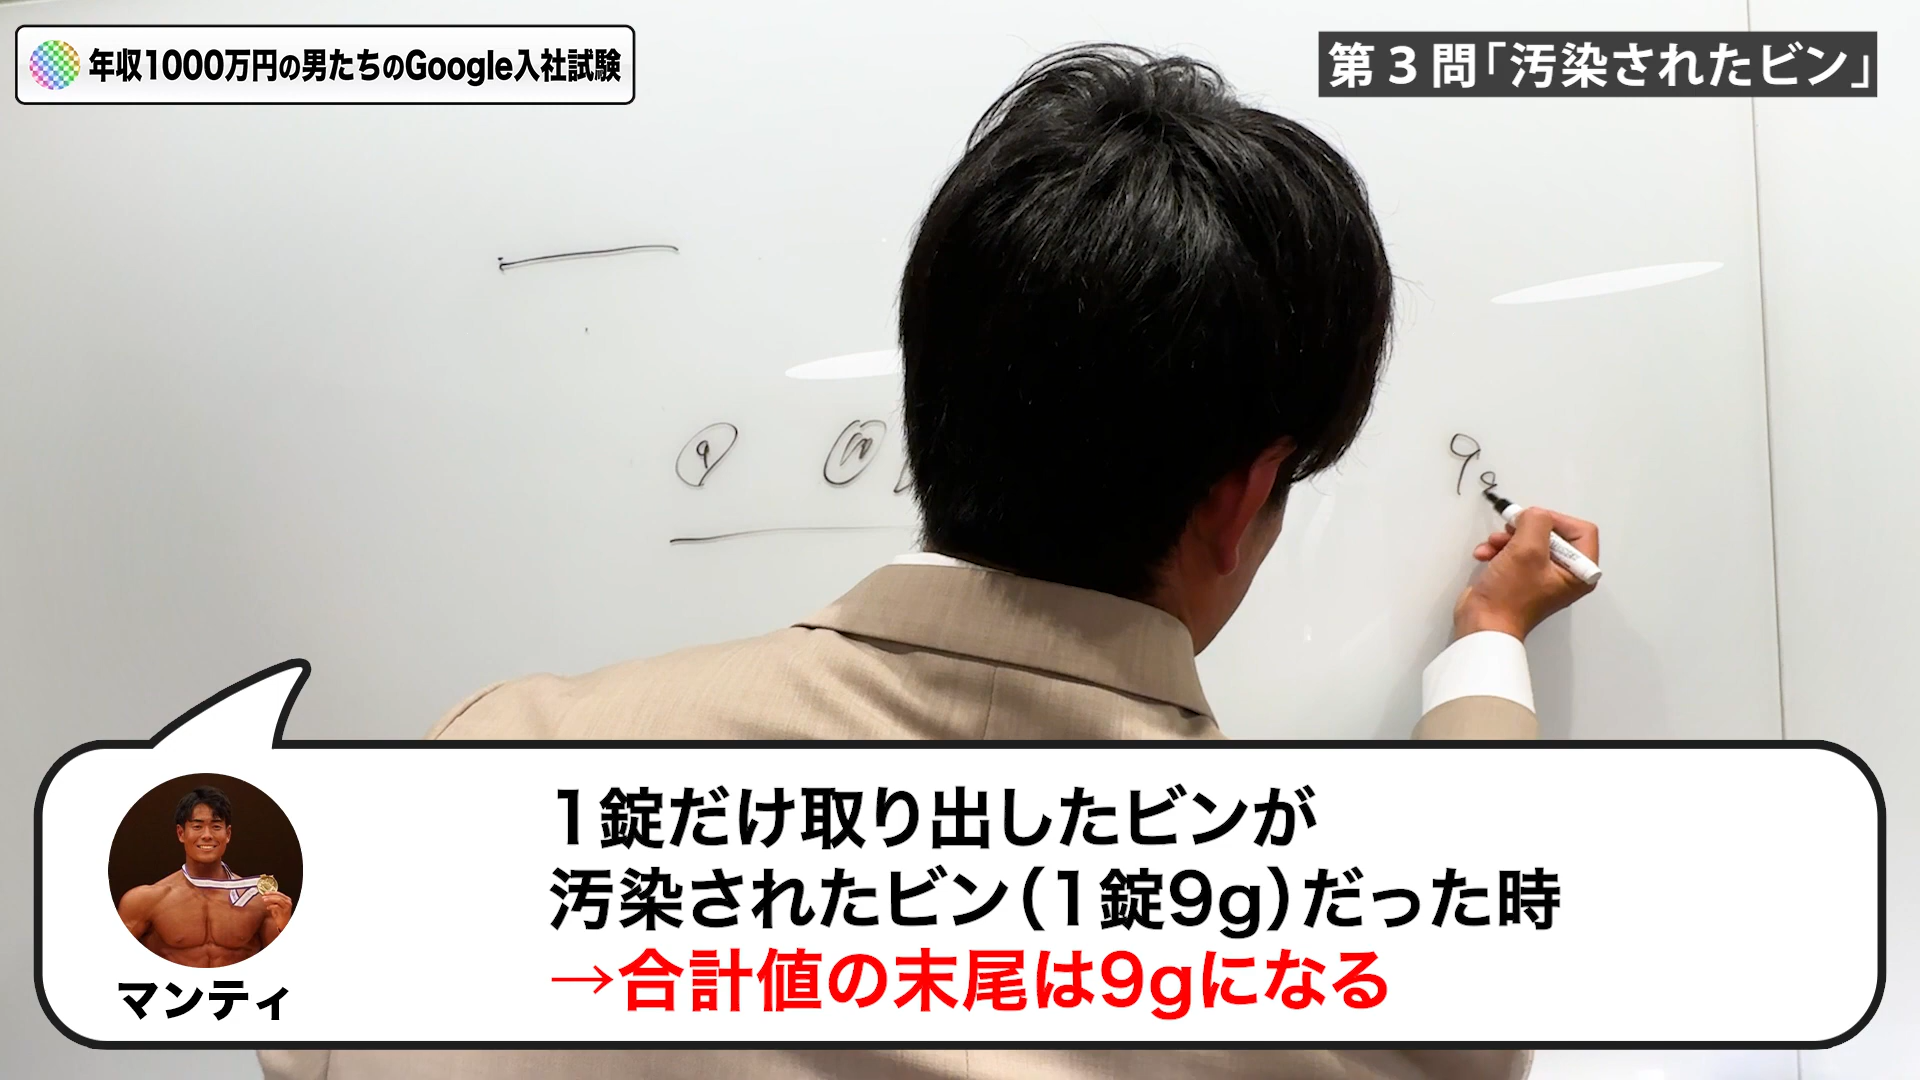 年収1000万円の男たちのGoogle入社試験
第3問「汚染されたビン」
9 10 9g
1錠だけ取り出したビンが
汚染されたビン(1錠9g)だった時
→合計値の末尾は9gになる
マンティ